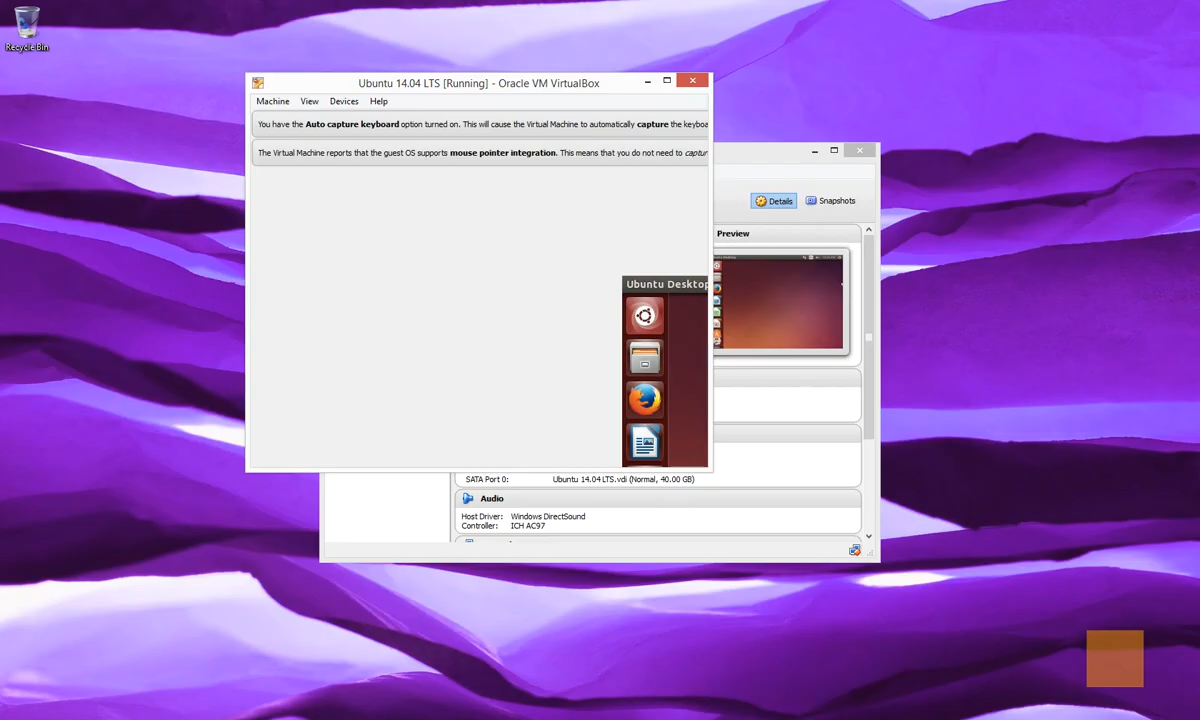 Recycle Bin
Ubuntu 14.04 LTS [Running] - Oracle VM VirtualBox
Machine View Devices Help
You have the Auto capture keyboard option turned on. This will cause the Virtual Machine to automatically capture the keyboa
The Virtual Machine reports that the guest OS supports mouse pointer integration. This means that you do not need to captur
Details Snapshots
Preview
Ubuntu Desktop
SATA Port 0: Ubuntu 14.04 LTS.vdi (Normal, 40.00 GB)
Audio
Host Driver: Windows DirectSound
Controller: ICH AC97